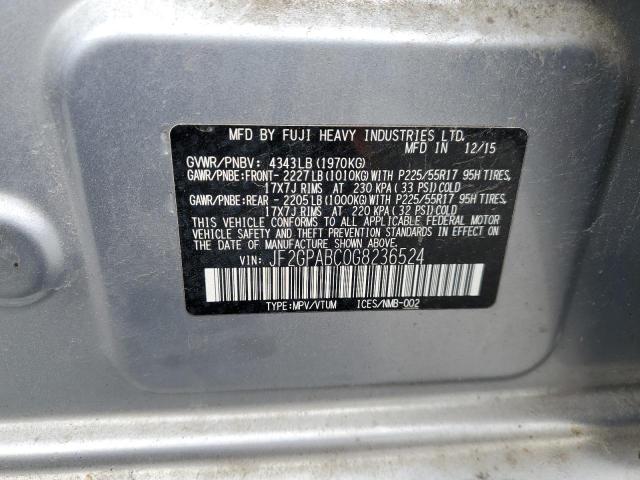 MFD BY FUJI HEAVY INDUSTRIES LTD.
MFD IN 12/15
GVWR/PNBV: 4343LB (1970KG)
GAWR/PNBE:FRONT- 2227LB (1010KG) WITH P225/55R17 95H TIRES,
17X7J RIMS AT 230 KPA (33 PSI) COLD
GAWR/PNBE:REAR - 2205LB (1000KG) WITH P225/55R17 95H TIRES,
17X7J RIMS AT 220 KPA (32 PSI) COLD
THIS VEHICLE CONFORMS TO ALL APPLICABLE FEDERAL MOTOR
VEHICLE SAFETY AND THEFT PREVENTION STANDARDS IN EFFECT ON
THE DATE OF MANUFACTURE SHOWN ABOVE.
VIN: JF2GPABC0G8236524
TYPE:MPV/VTUM ICES/NMB-002